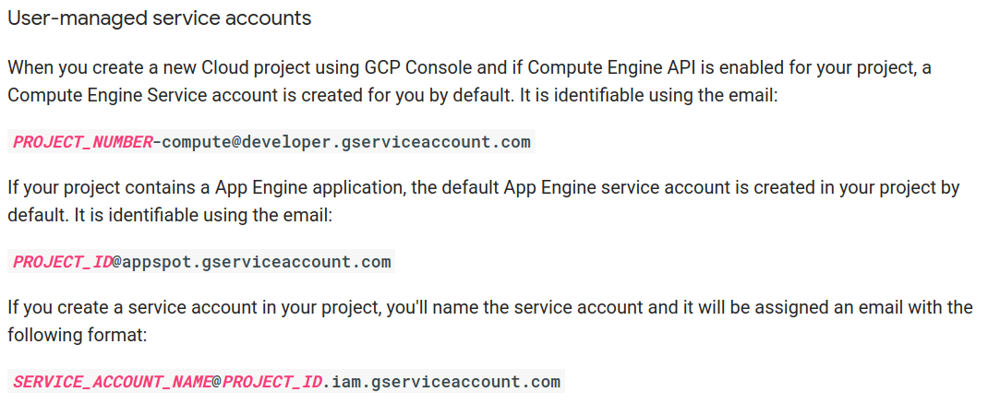 User-managed service accounts
When you create a new Cloud project using GCP Console and if Compute Engine API is enabled for your project, a
Compute Engine Service account is created for you by default. It is identifiable using the email:
PROJECT_NUMBER-compute@developer.gserviceaccount.com
If your project contains a App Engine application, the default App Engine service account is created in your project by
default. It is identifiable using the email:
PROJECT_ID@appspot.gserviceaccount.com
If you create a service account in your project, you'll name the service account and it will be assigned an email with the
following format:
SERVICE_ACCOUNT_NAME@PROJECT_ID.iam.gserviceaccount.com